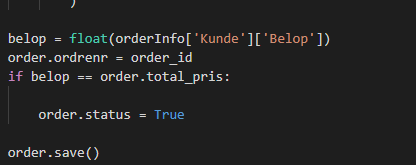 )
belop = float(orderInfo['Kunde']['Belop'])
order.ordrenr = order_id
if belop == order.total_pris:
order.status = True
order.save()